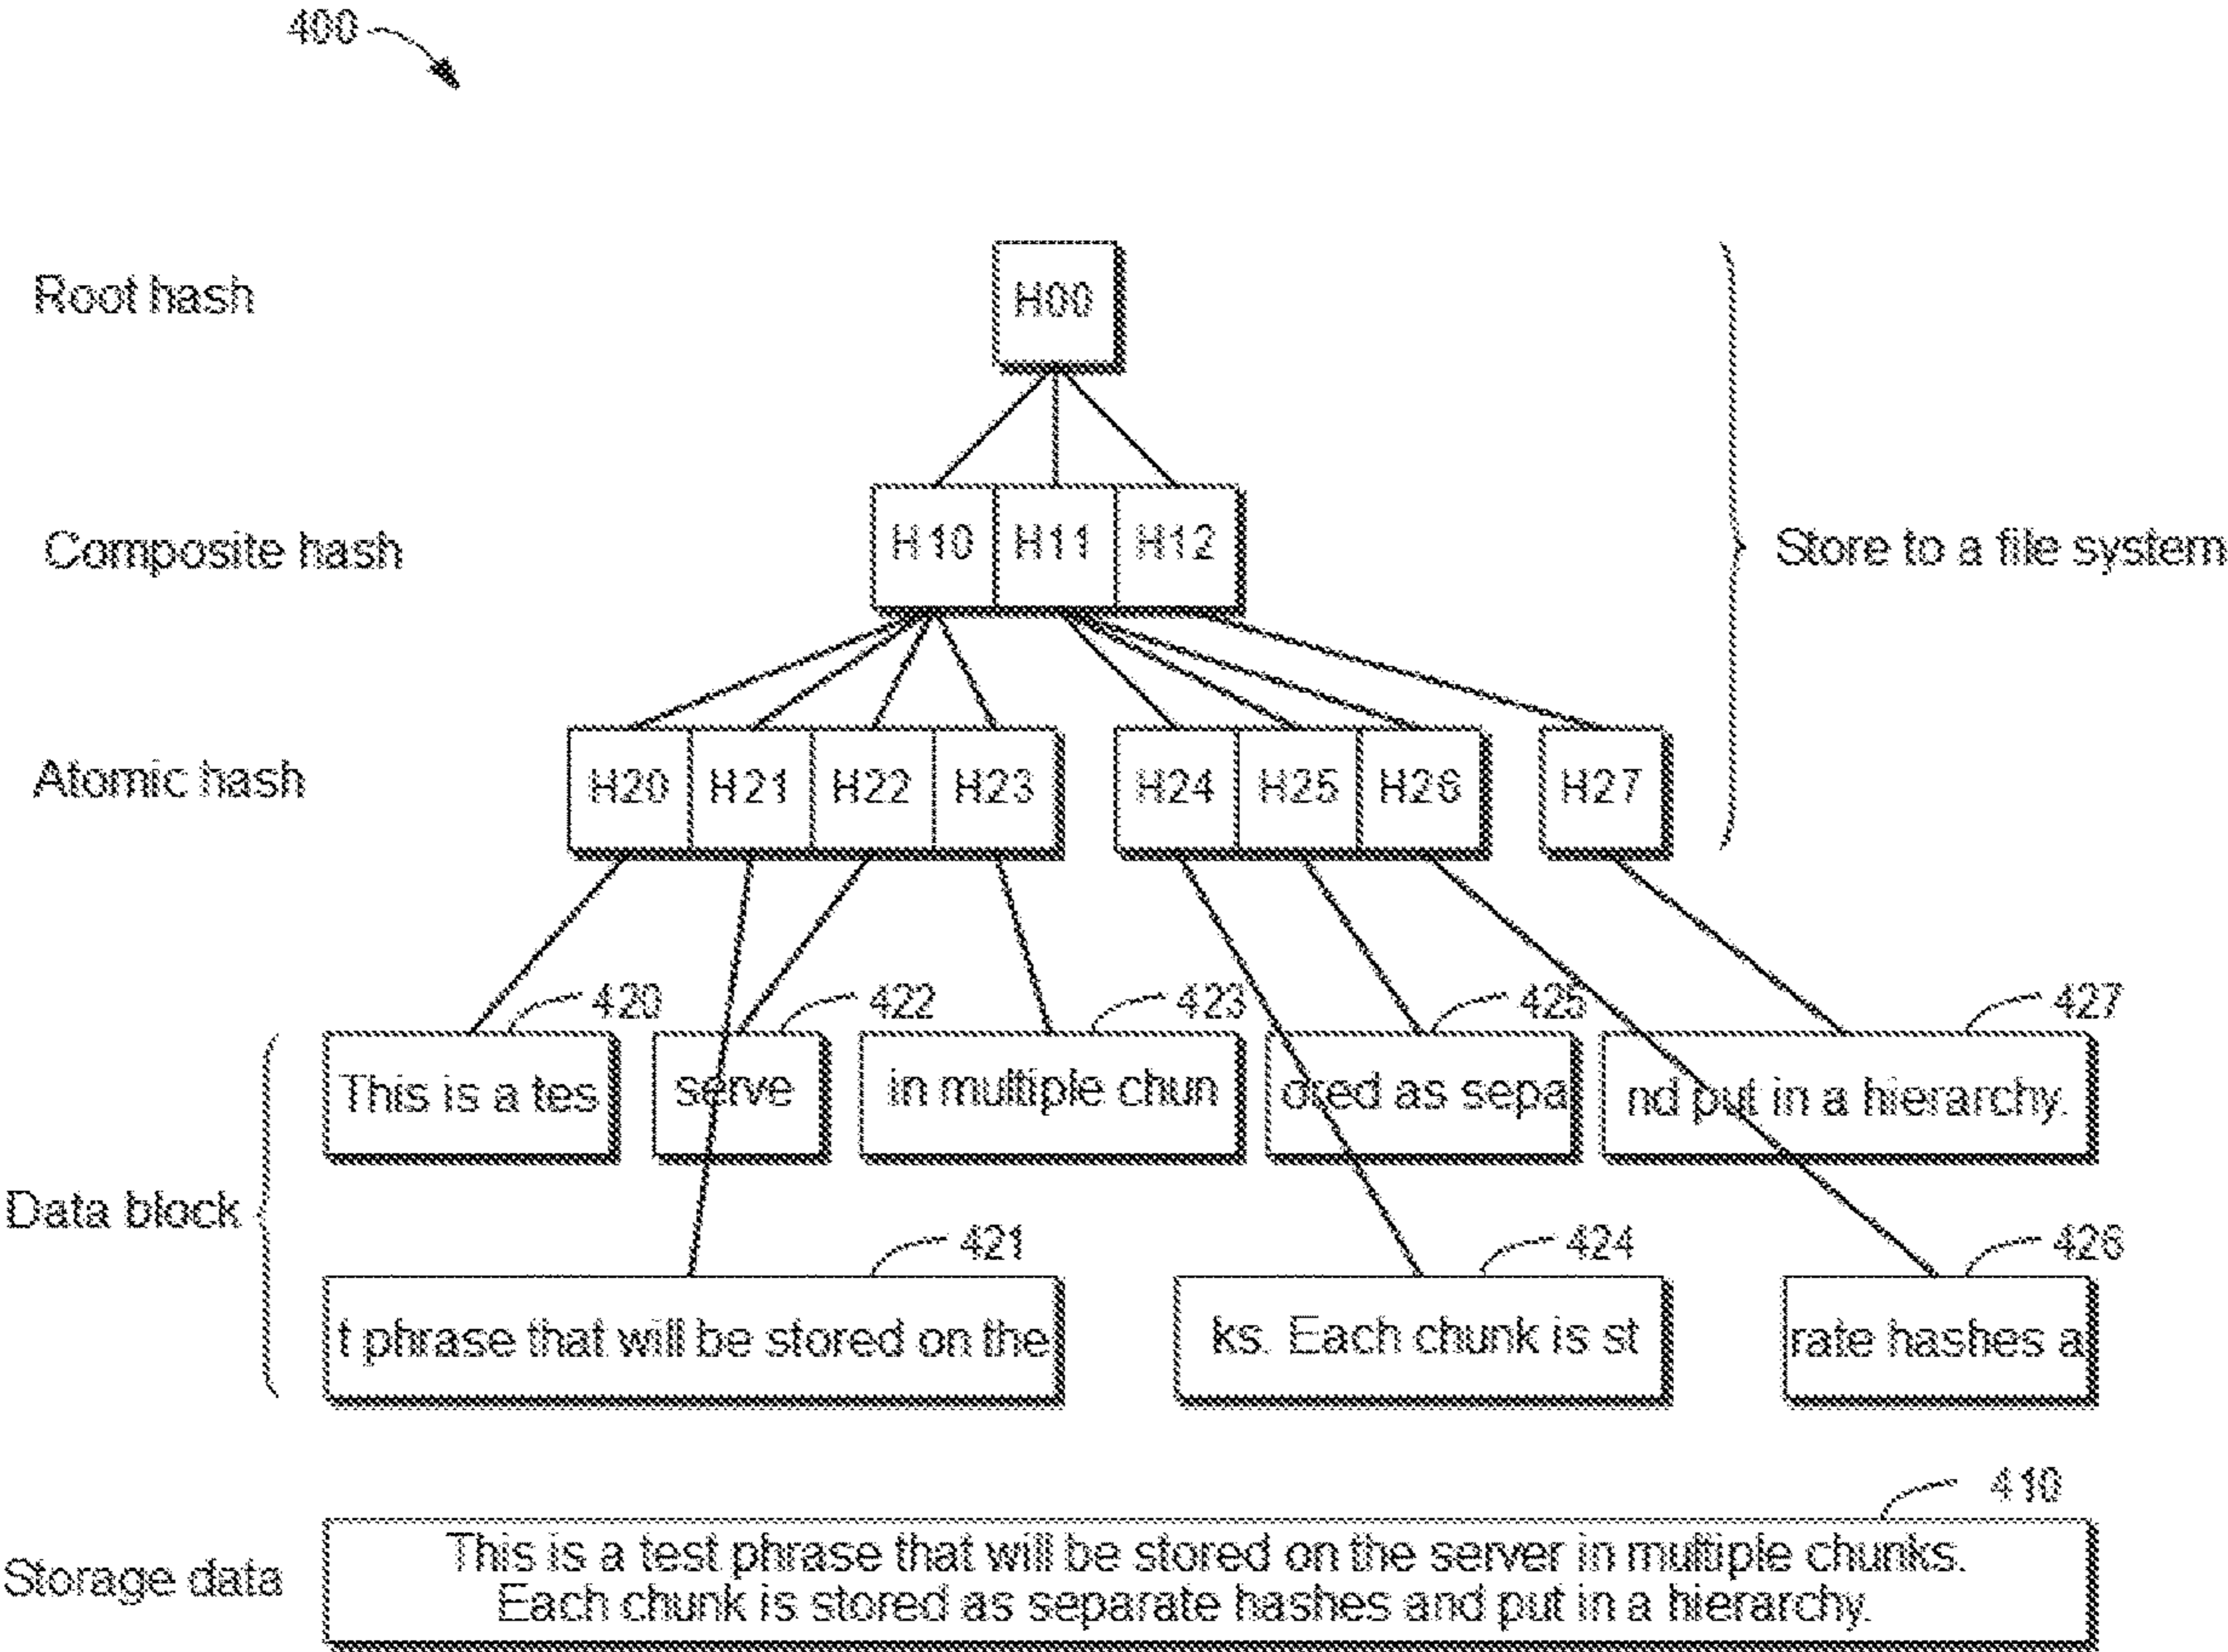 400
Root hash
H00
Composite hash
H10 H11 H12
Store to a file system
Atomic hash
H20 H21 H22 H23 H24 H25 H26 H27
420 422 423 425 427
This is a tes serve in multiple chun ored as sepa nd put in a hierarchy.
Data block
421 424 426
t phrase that will be stored on the ks. Each chunk is st rate hashes a
410
Storage data
This is a test phrase that will be stored on the server in multiple chunks.
Each chunk is stored as separate hashes and put in a hierarchy.